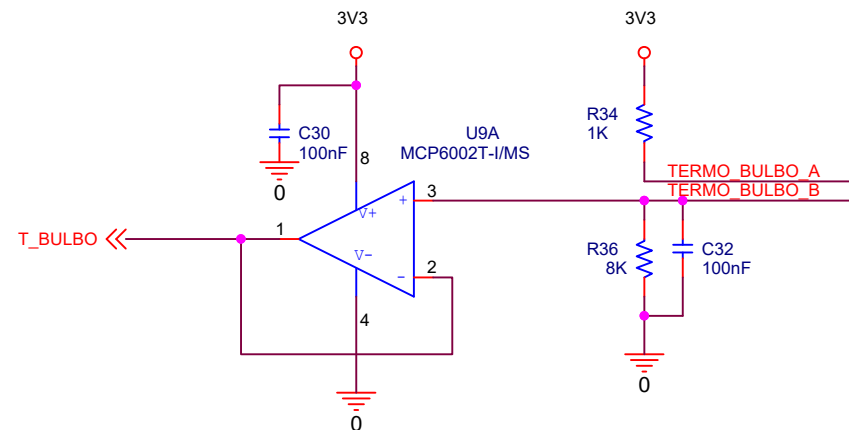 3V3
3V3
C30
100nF
0
8
U9A
MCP6002T-I/MS
R34
1K
TERMO_BULBO_A
TERMO_BULBO_B
3
+
V+
1
T_BULBO
V-
-
2
4
R36
8K
C32
100nF
0
0